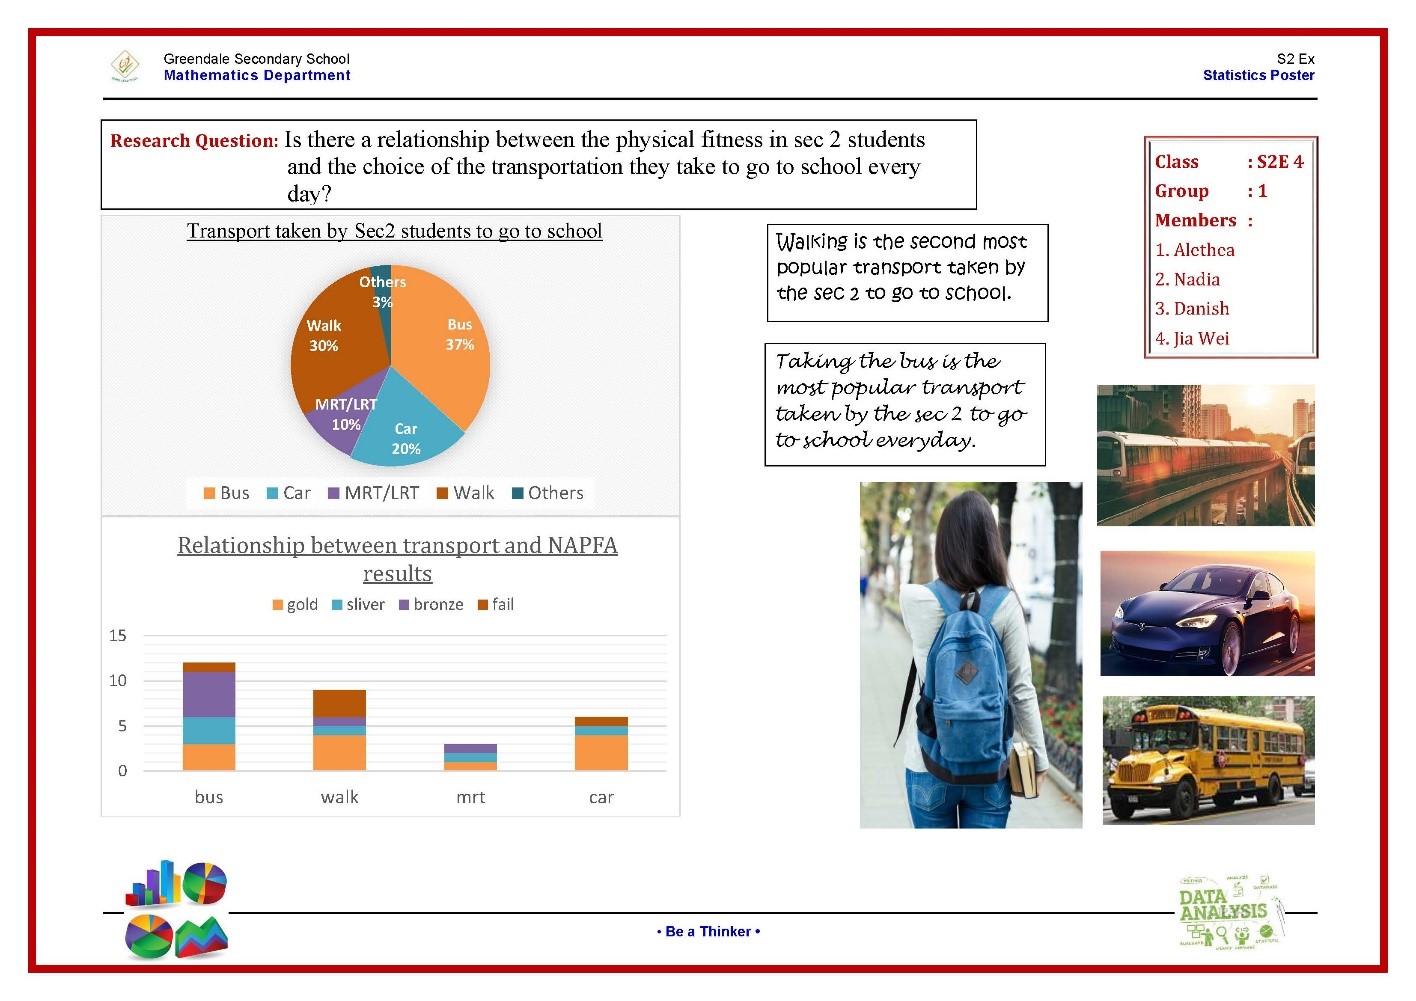 Greendale Secondary School
Mathematics Department
S2 Ex
Statistics Poster
Research Question: Is there a relationship between the physical fitness in sec 2 students
and the choice of the transportation they take to go to school every
day?
Class : S2E 4
Group : 1
Members :
1. Alethea
2. Nadia
3. Danish
4. Jia Wei
Transport taken by Sec2 students to go to school
Others
3%
Walk
30%
Bus
37%
MRT/LRT
10%
Car
20%
Bus Car MRT/LRT Walk Others
Walking is the second most
popular transport taken by
the sec 2 to go to school.
Taking the bus is the
most popular transport
taken by the sec 2 to go
to school everyday.
Relationship between transport and NAPFA
results
gold sliver bronze fail
15
10
5
0
bus walk mrt car
DATA
ANALYSIS
• Be a Thinker •